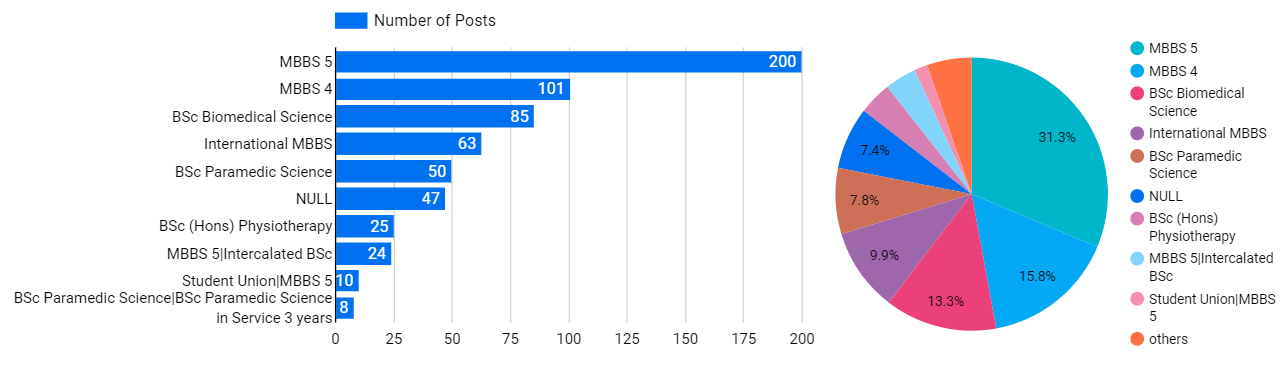 Number of Posts
MBBS 5
200
MBBS 4
101
BSc Biomedical Science
85
International MBBS
63
BSc Paramedic Science
50
NULL
47
BSc (Hons) Physiotherapy
25
MBBS 5|Intercalated BSc
24
Student Union|MBBS 5
10
BSc Paramedic Science|BSc Paramedic Science
in Service 3 years
8
0 25 50 75 100 125 150 175 200
31.3%
15.8%
13.3%
9.9%
7.8%
7.4%
MBBS 5
MBBS 4
BSc Biomedical
Science
International MBBS
BSc Paramedic
Science
NULL
BSc (Hons)
Physiotherapy
MBBS 5|Intercalated
BSc
Student Union|MBBS
5
others